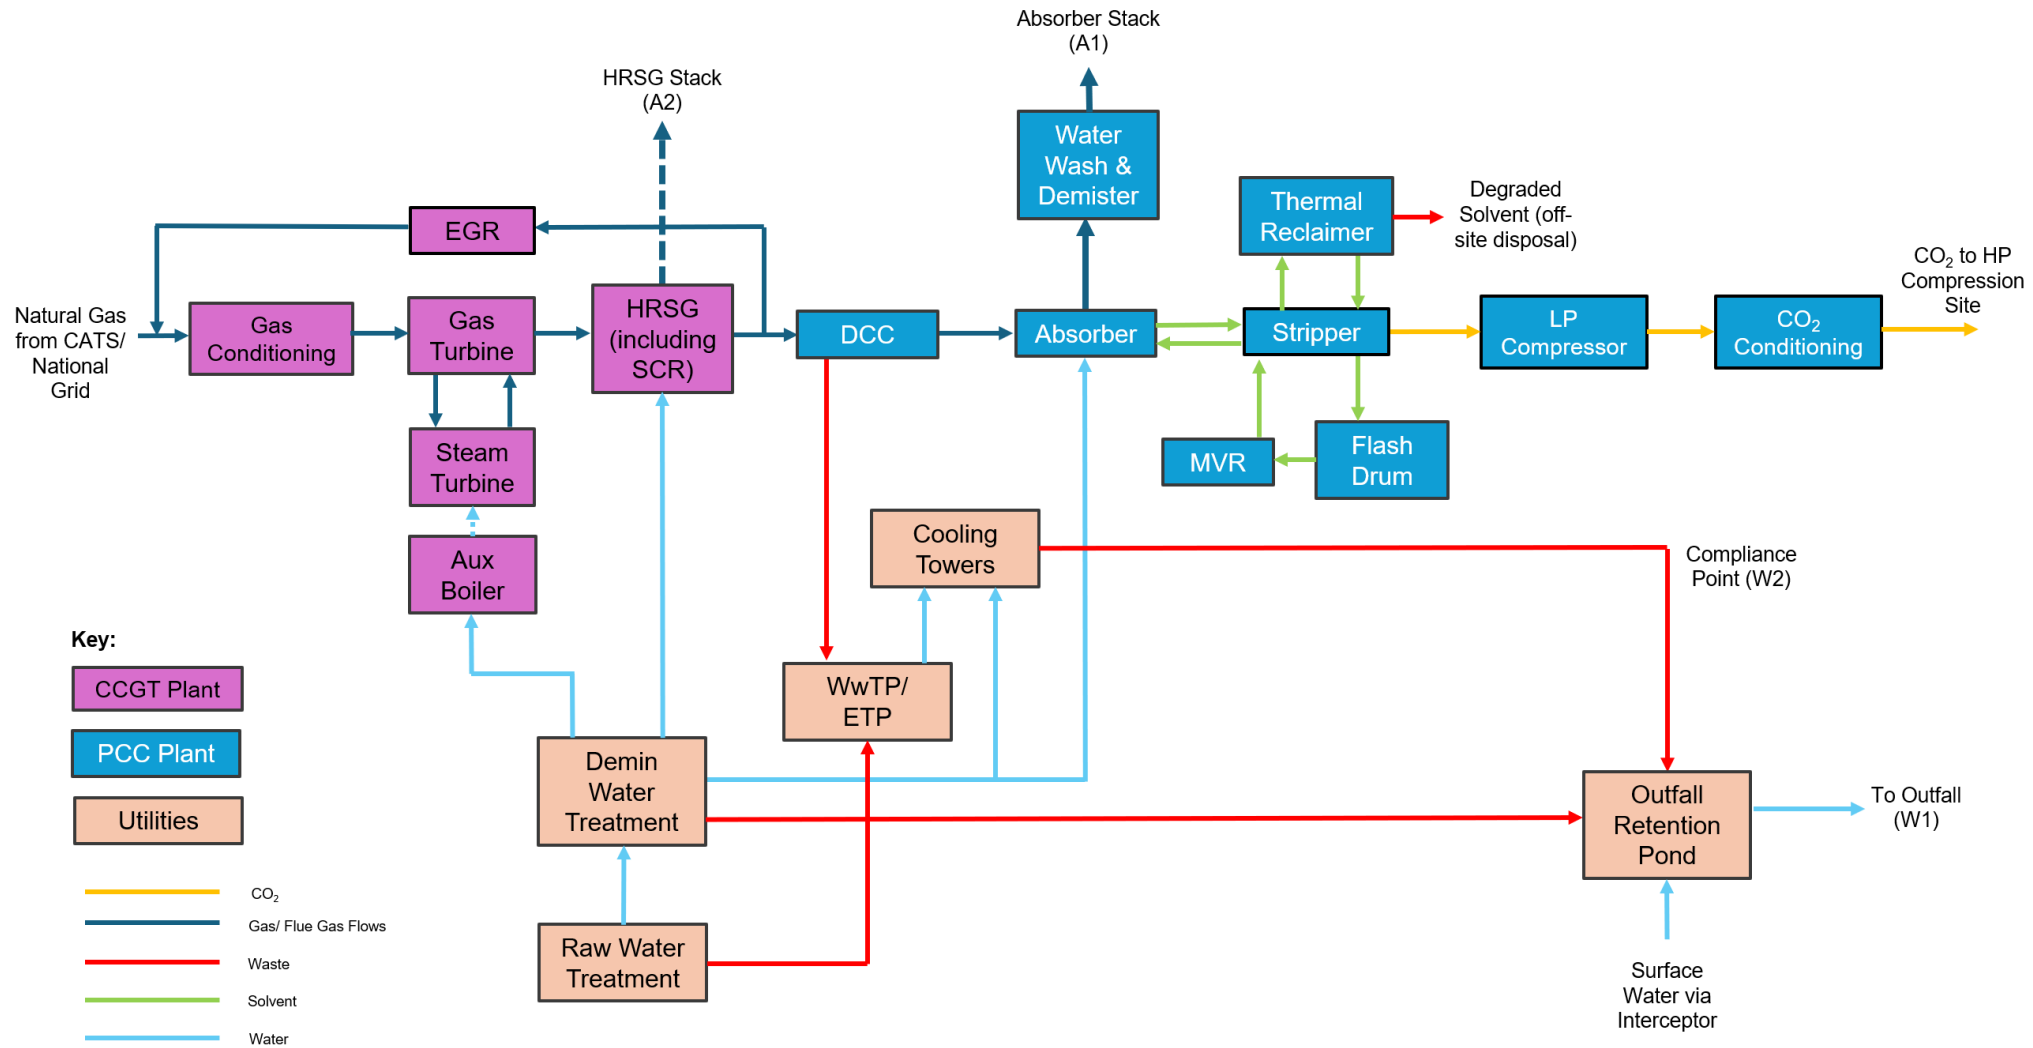 Absorber Stack
(A1)
HRSG Stack
(A2)
Water
Wash &
Demister
Thermal
Reclaimer
Degraded
Solvent (off-
site disposal)
EGR
CO₂ to HP
Compression
Site
Natural Gas
from CATS/
National
Grid
Gas
Conditioning
Gas
Turbine
HRSG
(including
SCR)
DCC
Absorber
Stripper
LP
Compressor
CO₂
Conditioning
Steam
Turbine
MVR
Flash
Drum
Aux
Boiler
Cooling
Towers
Compliance
Point (W2)
Key:
CCGT Plant
PCC Plant
Utilities
WwTP/
ETP
Demin
Water
Treatment
Outfall
Retention
Pond
To Outfall
(W1)
CO₂
Gas/ Flue Gas Flows
Waste
Solvent
Water
Raw Water
Treatment
Surface
Water via
Interceptor